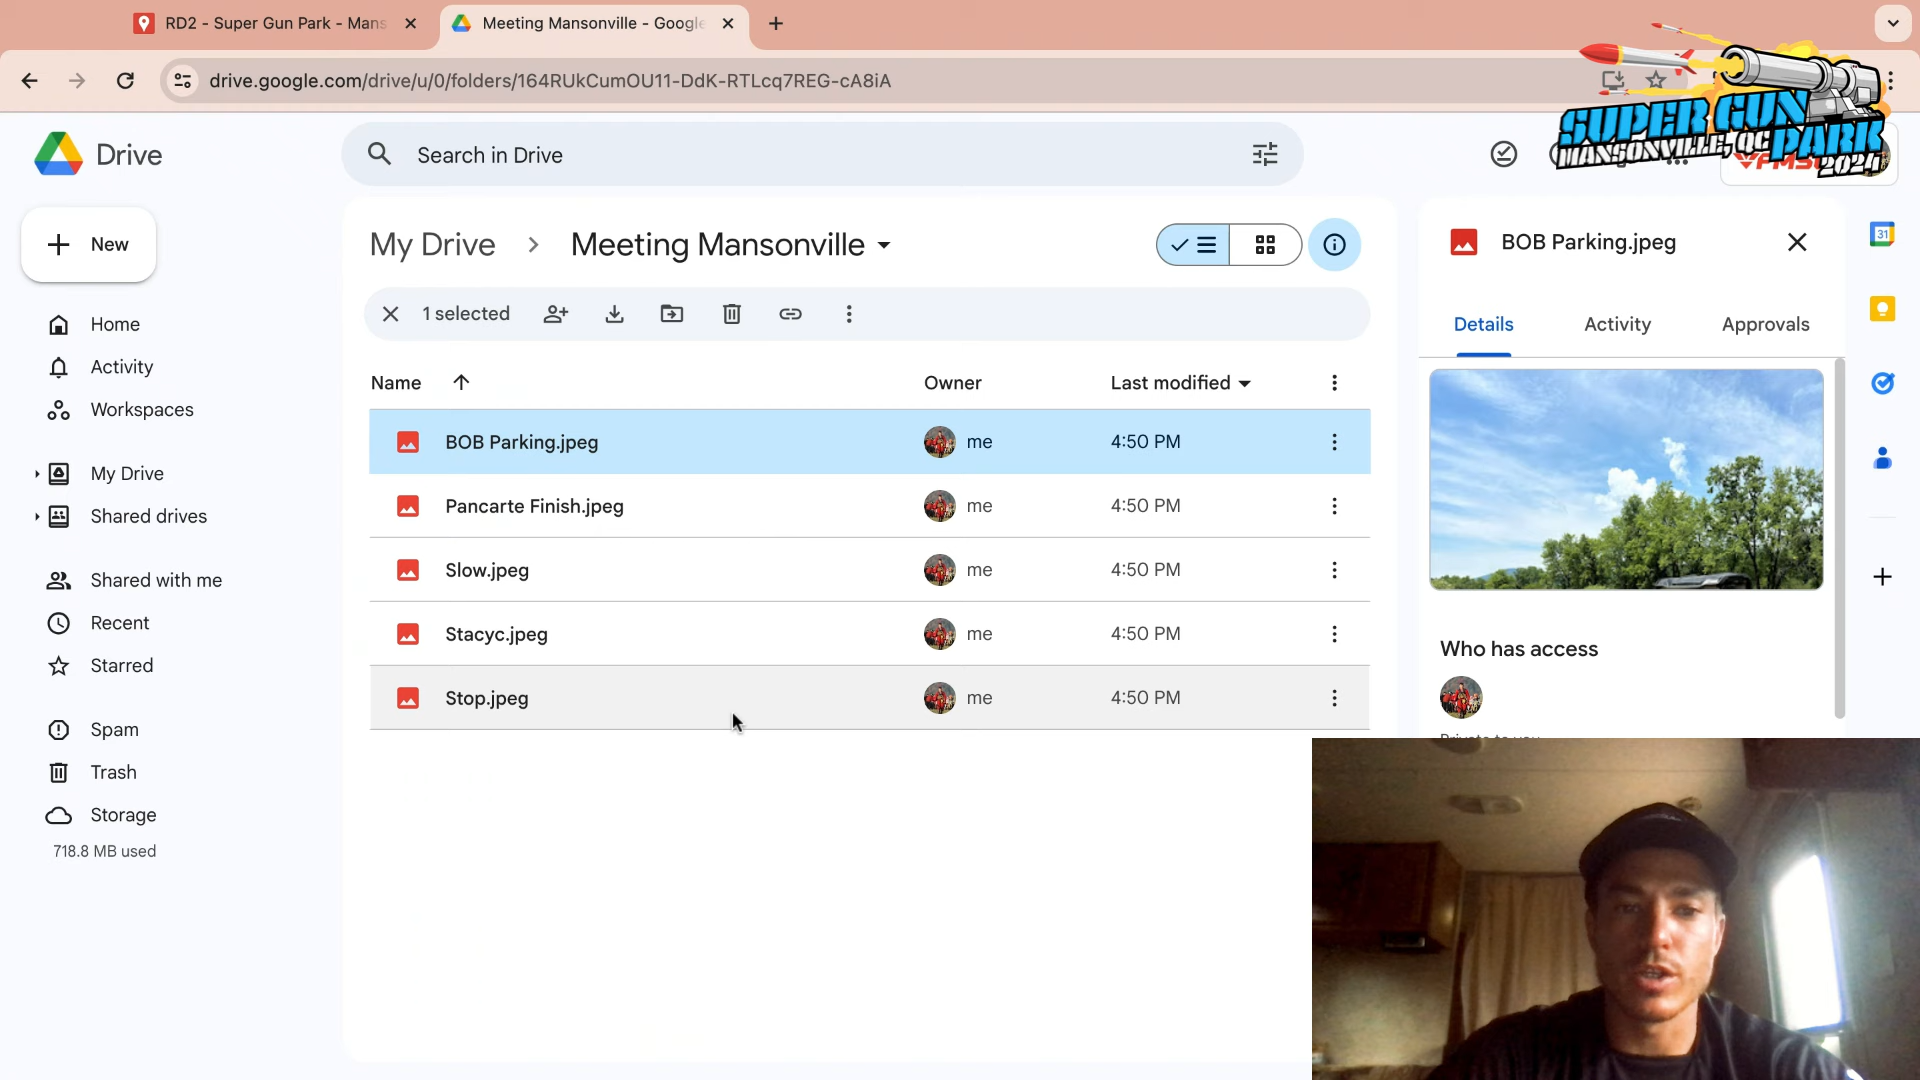 RD2 - Super Gun Park - Mans
Meeting Mansonville - Google
drive.google.com/drive/u/0/folders/164RUkCumOU11-DdK-RTLcq7REG-cA8iA
SUPER GUN PARK
MANSONVILLE, QC
2024
Drive
Search in Drive
New
My Drive
Meeting Mansonville
BOB Parking.jpeg
1 selected
Home
Activity
Workspaces
My Drive
Shared drives
Shared with me
Recent
Starred
Spam
Trash
Storage
718.8 MB used
Name
Owner
Last modified
BOB Parking.jpeg me 4:50 PM
Pancarte Finish.jpeg me 4:50 PM
Slow.jpeg me 4:50 PM
Stacyc.jpeg me 4:50 PM
Stop.jpeg me 4:50 PM
Details
Activity
Approvals
Who has access
31